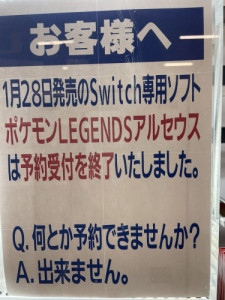 お客様へ
1月28日発売のSwitch専用ソフト
ポケモンLEGENDSアルセウス
は予約受付を終了いたしました。
Q. 何とか予約できませんか?
A. 出来ません。